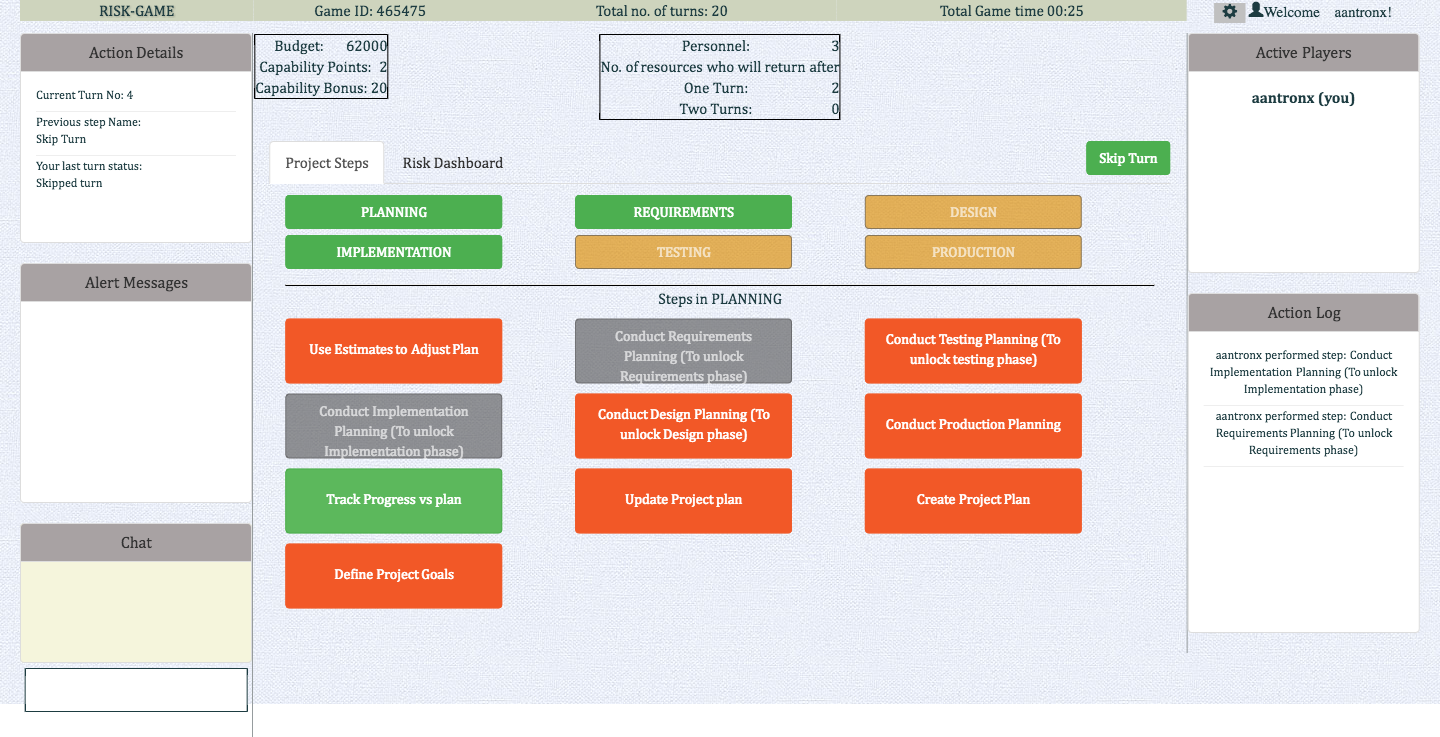 RISK-GAME
Game ID: 465475
Total no. of turns: 20
Total Game time 00:25
Welcome aantronx!
Action Details
Current Turn No: 4
Previous step Name:
Skip Turn
Your last turn status:
Skipped turn
Alert Messages
Chat
Budget: 62000
Capability Points: 2
Capability Bonus: 20
Personnel: 3
No. of resources who will return after
One Turn: 2
Two Turns: 0
Project Steps
Risk Dashboard
Skip Turn
PLANNING
REQUIREMENTS
DESIGN
IMPLEMENTATION
TESTING
PRODUCTION
Steps in PLANNING
Use Estimates to Adjust Plan
Conduct Requirements
Planning (To unlock
Requirements phase)
Conduct Testing Planning (To
unlock testing phase)
Conduct Implementation
Planning (To unlock
Implementation phase)
Conduct Design Planning (To
unlock Design phase)
Conduct Production Planning
Track Progress vs plan
Update Project plan
Create Project Plan
Define Project Goals
Active Players
aantronx (you)
Action Log
aantronx performed step: Conduct
Implementation Planning (To unlock
Implementation phase)
aantronx performed step: Conduct
Requirements Planning (To unlock
Requirements phase)